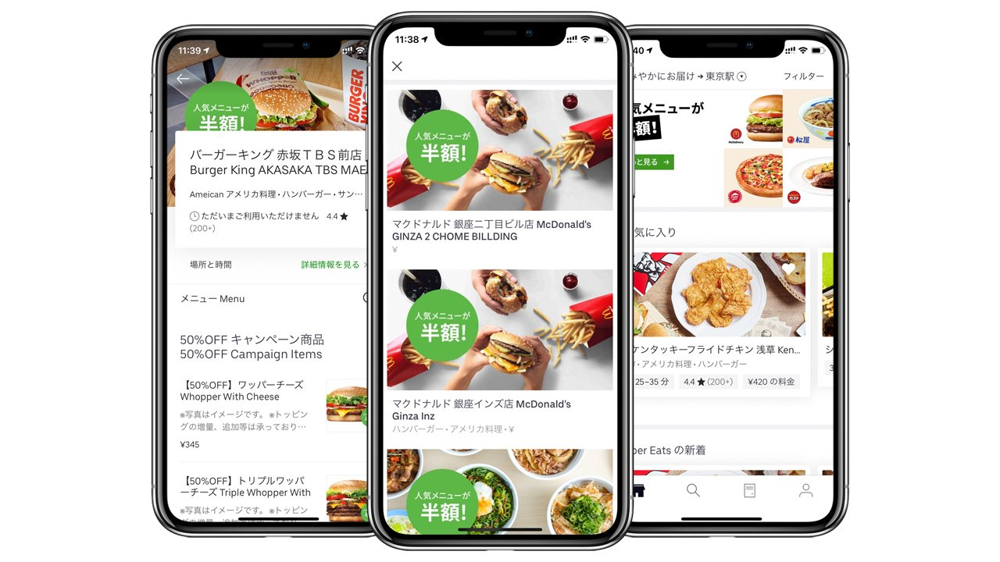 11:39
人気メニューが
半額!
WHOPPER
BURGER
バーガーキング 赤坂ＴＢＳ前店
Burger King AKASAKA TBS MAE
Ameican アメリカ料理・ハンバーガー・サン…
ただいまご利用いただけません 4.4★
(200+)
場所と時間 詳細情報を見る
メニュー Menu
50%OFF キャンペーン商品
50%OFF Campaign Items
【50%OFF】ワッパーチーズ
Whopper With Cheese
※写真はイメージです。 ※トッピン
グの増量、追加等は承っており…
¥345
【50%OFF】トリプルワッパ
ーチーズ Triple Whopper With
※写真はイメージです。 ※トッピン
11:38
人気メニューが
半額!
マクドナルド 銀座二丁目ビル店 McDonald's
GINZA 2 CHOME BILLDING
¥
人気メニューが
半額!
マクドナルド 銀座インズ店 McDonald's
Ginza Inz
ハンバーガー・アメリカ料理・¥
人気メニューが
半額!
40
やかにお届け → 東京駅 フィルター
気メニューが
額!
McDelivery
松屋
Pizza Hut
ガスト
と見る →
気に入り
ケンタッキーフライドチキン 浅草 Ken...
・アメリカ料理・ハンバーガー
25–35 分 4.4★(200+) ¥420 の料金
シ
3
ber Eats の新着